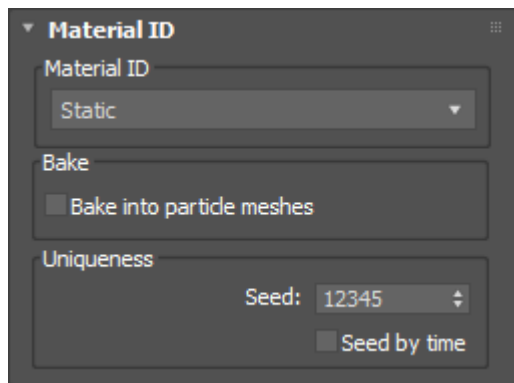 Material ID
Material ID
Static
Bake
Bake into particle meshes
Uniqueness
Seed: 12345
Seed by time